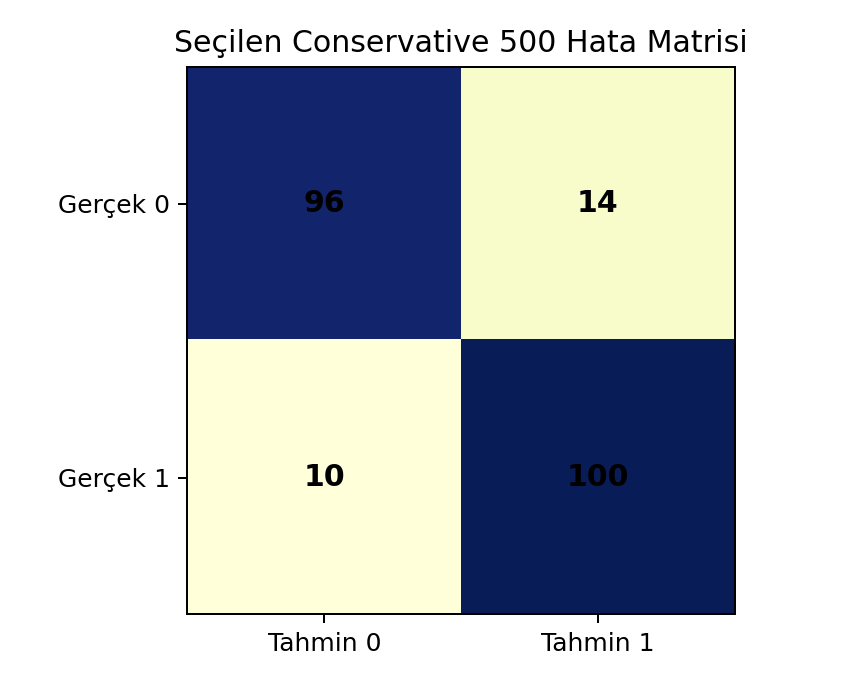 Seçilen Conservative 500 Hata Matrisi
Gerçek 0
96
14
Gerçek 1
10
100
Tahmin 0
Tahmin 1